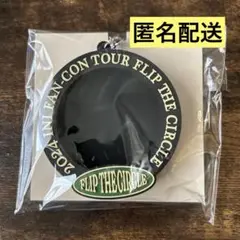 匿名配送
2024 INI FAN-CON TOUR FLIP THE CIRCLE
FLIP THE CIRCLE